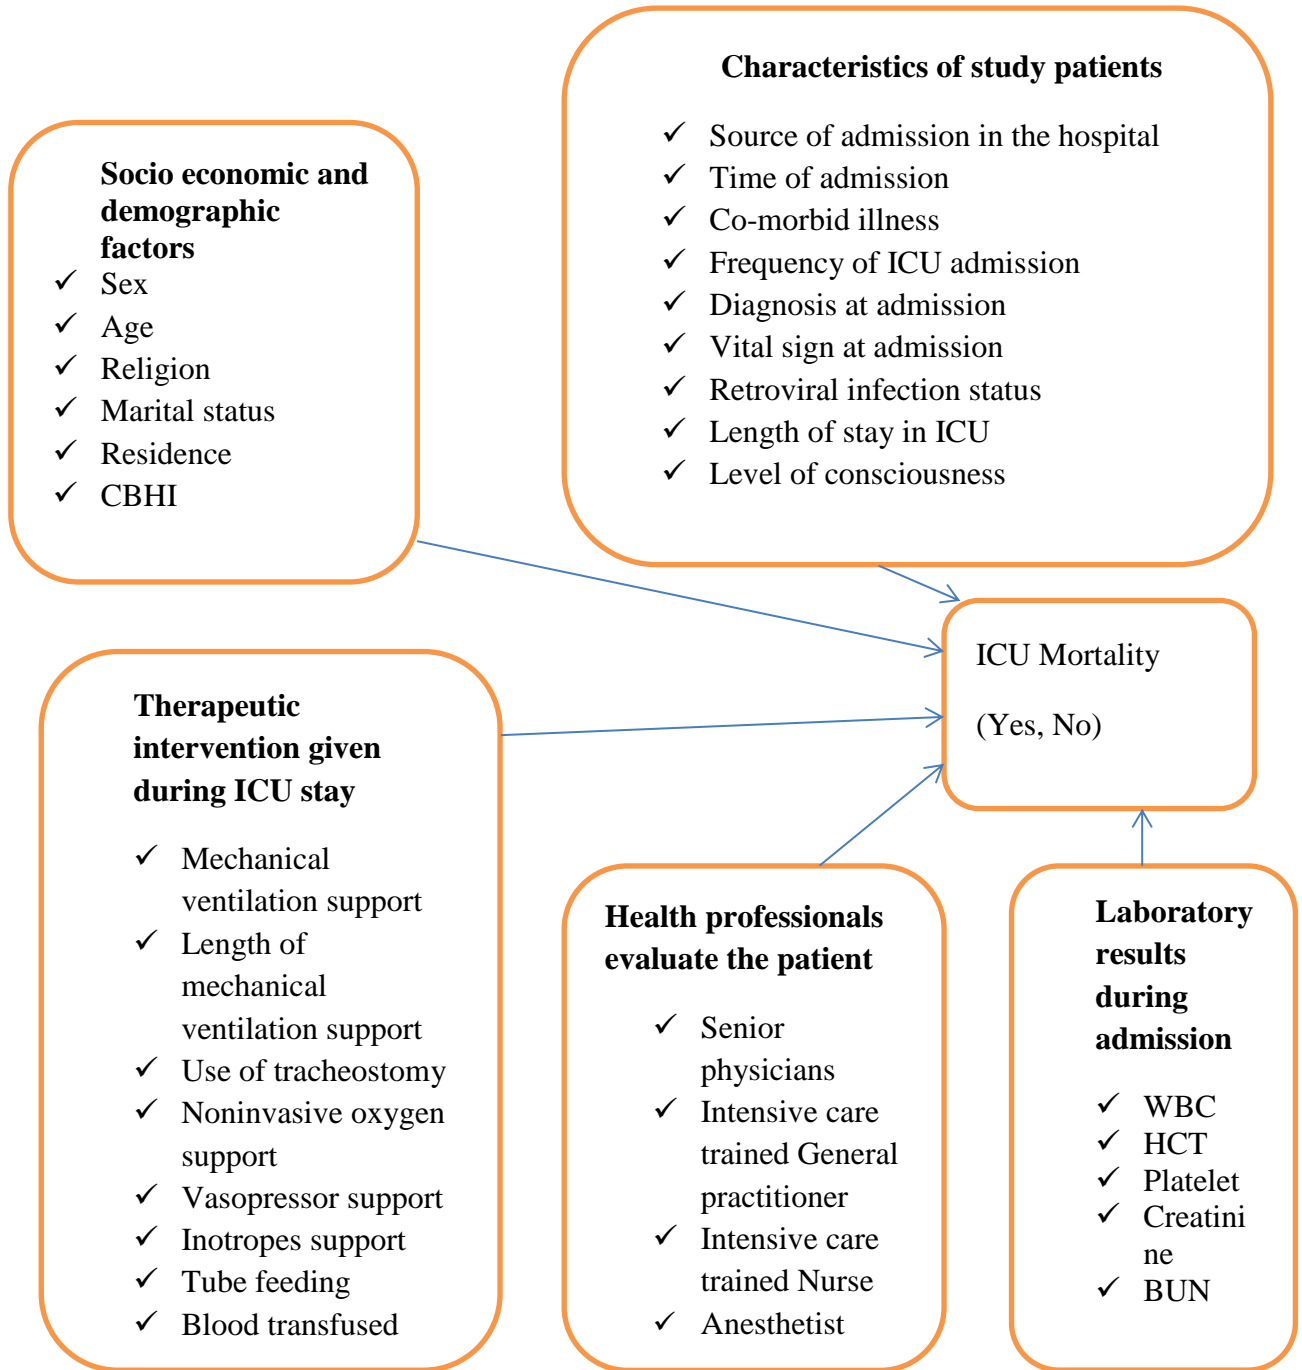 Characteristics of study patients
✓ Source of admission in the hospital
✓ Time of admission
✓ Co-morbid illness
✓ Frequency of ICU admission
✓ Diagnosis at admission
✓ Vital sign at admission
✓ Retroviral infection status
✓ Length of stay in ICU
✓ Level of consciousness
Socio economic and
demographic
factors
✓ Sex
✓ Age
✓ Religion
✓ Marital status
✓ Residence
✓ CBHI
ICU Mortality
(Yes, No)
Therapeutic
intervention given
during ICU stay
✓ Mechanical
ventilation support
✓ Length of
mechanical
ventilation support
✓ Use of tracheostomy
✓ Noninvasive oxygen
support
✓ Vasopressor support
✓ Inotropes support
✓ Tube feeding
✓ Blood transfused
Health professionals
evaluate the patient
✓ Senior
physicians
✓ Intensive care
trained General
practitioner
✓ Intensive care
trained Nurse
✓ Anesthetist
Laboratory
results
during
admission
✓ WBC
✓ HCT
✓ Platelet
✓ Creatini
ne
✓ BUN